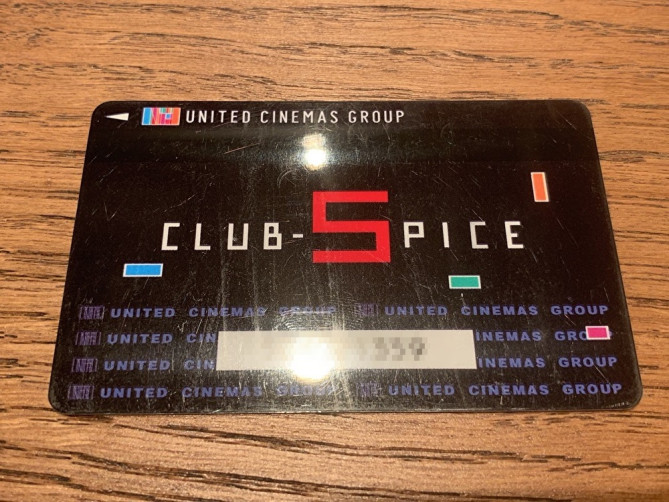 UNITED CINEMAS GROUP
CLUB-SPICE
UNITED CINEMAS GROUP UNITED CINEMAS GROUP
UNITED CIN INEMAS GRO
UNITED CI INEMAS GROUP
UNITED CINEMAS GROUP UNITED CINEMAS GROUP